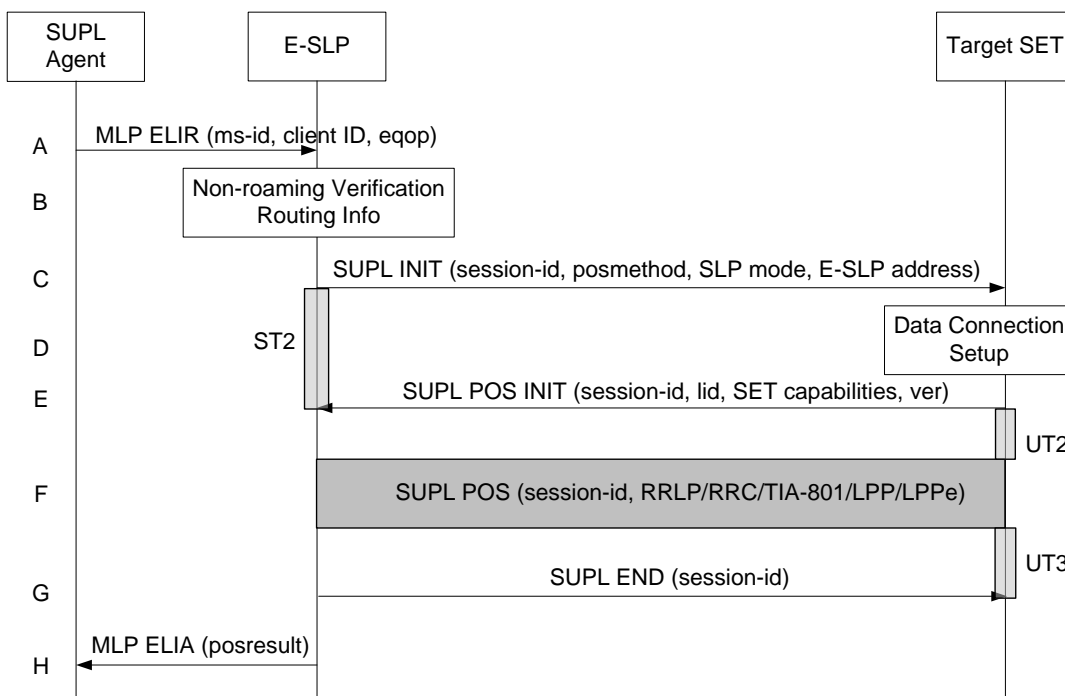 SUPL
Agent
E-SLP
Target SET
A
MLP ELIR (ms-id, client ID, eqop)
B
Non-roaming Verification
Routing Info
C
SUPL INIT (session-id, posmethod, SLP mode, E-SLP address)
D
ST2
Data Connection
Setup
E
SUPL POS INIT (session-id, lid, SET capabilities, ver)
UT2
F
SUPL POS (session-id, RRLP/RRC/TIA-801/LPP/LPPe)
UT3
G
SUPL END (session-id)
H
MLP ELIA (posresult)